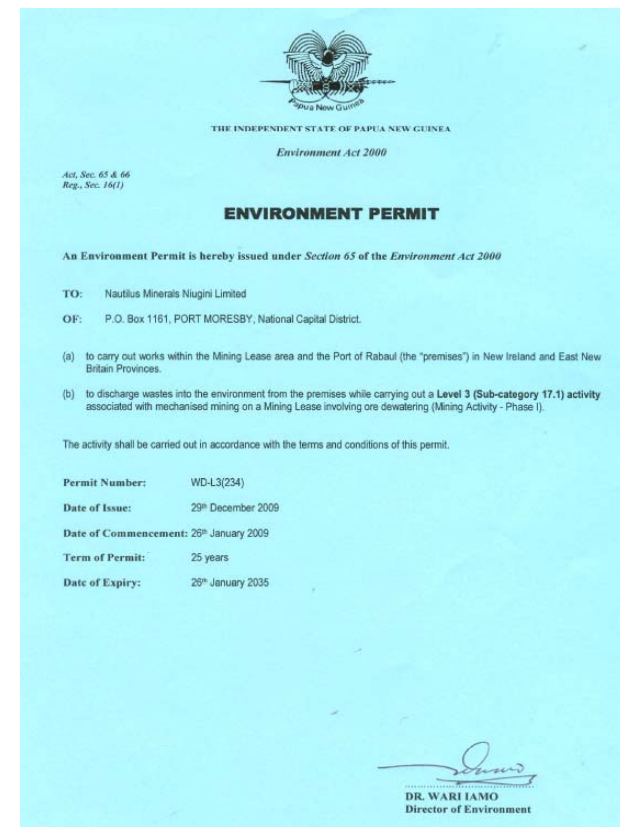 Papua New Guinea
THE INDEPENDENT STATE OF PAPUA NEW GUINEA
Environment Act 2000
Act, Sec. 65 & 66
Reg., Sec. 16(1)
ENVIRONMENT PERMIT
An Environment Permit is hereby issued under Section 65 of the Environment Act 2000
TO: Nautilus Minerals Niugini Limited
OF: P.O. Box 1161, PORT MORESBY, National Capital District.
(a) to carry out works within the Mining Lease area and the Port of Rabaul (the “premises”) in New Ireland and East New
Britain Provinces.
(b) to discharge wastes into the environment from the premises while carrying out a Level 3 (Sub-category 17.1) activity
associated with mechanised mining on a Mining Lease involving ore dewatering (Mining Activity - Phase I).
The activity shall be carried out in accordance with the terms and conditions of this permit.
Permit Number: WD-L3(234)
Date of Issue: 29th December 2009
Date of Commencement: 26th January 2009
Term of Permit: 25 years
Date of Expiry: 26th January 2035
DR. WARI IAMO
Director of Environment